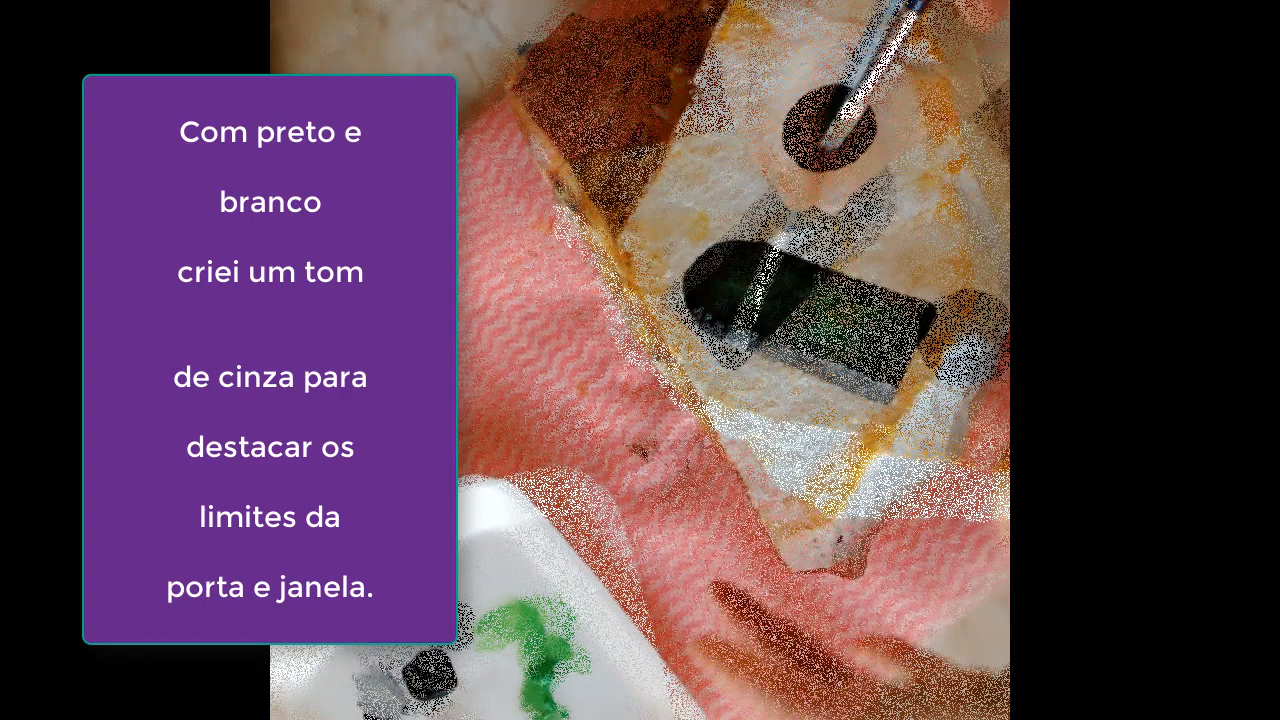 Com preto e
branco
criei um tom
de cinza para
destacar os
limites da
porta e janela.